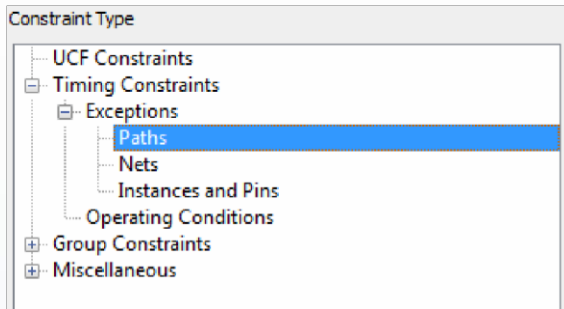 Constraint Type
UCF Constraints
Timing Constraints
Exceptions
Paths
Nets
Instances and Pins
Operating Conditions
Group Constraints
Miscellaneous